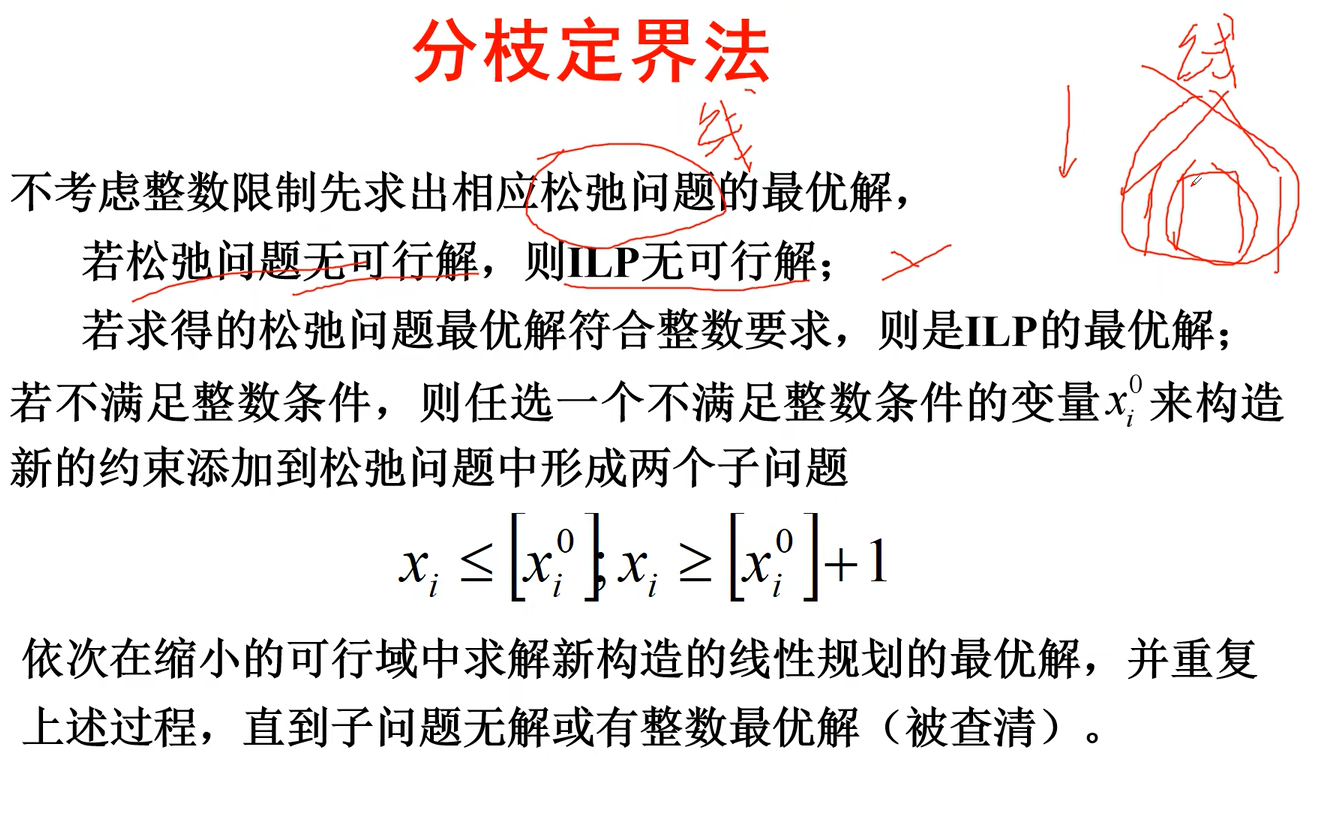 分枝定界法
线
线
不考虑整数限制先求出相应松弛问题的最优解，
若松弛问题无可行解，则ILP无可行解；
若求得的松弛问题最优解符合整数要求，则是ILP的最优解；
若不满足整数条件，则任选一个不满足整数条件的变量 $x_i^0$ 来构造
新的约束添加到松弛问题中形成两个子问题
$x_i \leq [x_i^0]; x_i \geq [x_i^0]+1$
依次在缩小的可行域中求解新构造的线性规划的最优解，并重复
上述过程，直到子问题无解或有整数最优解（被查清）。